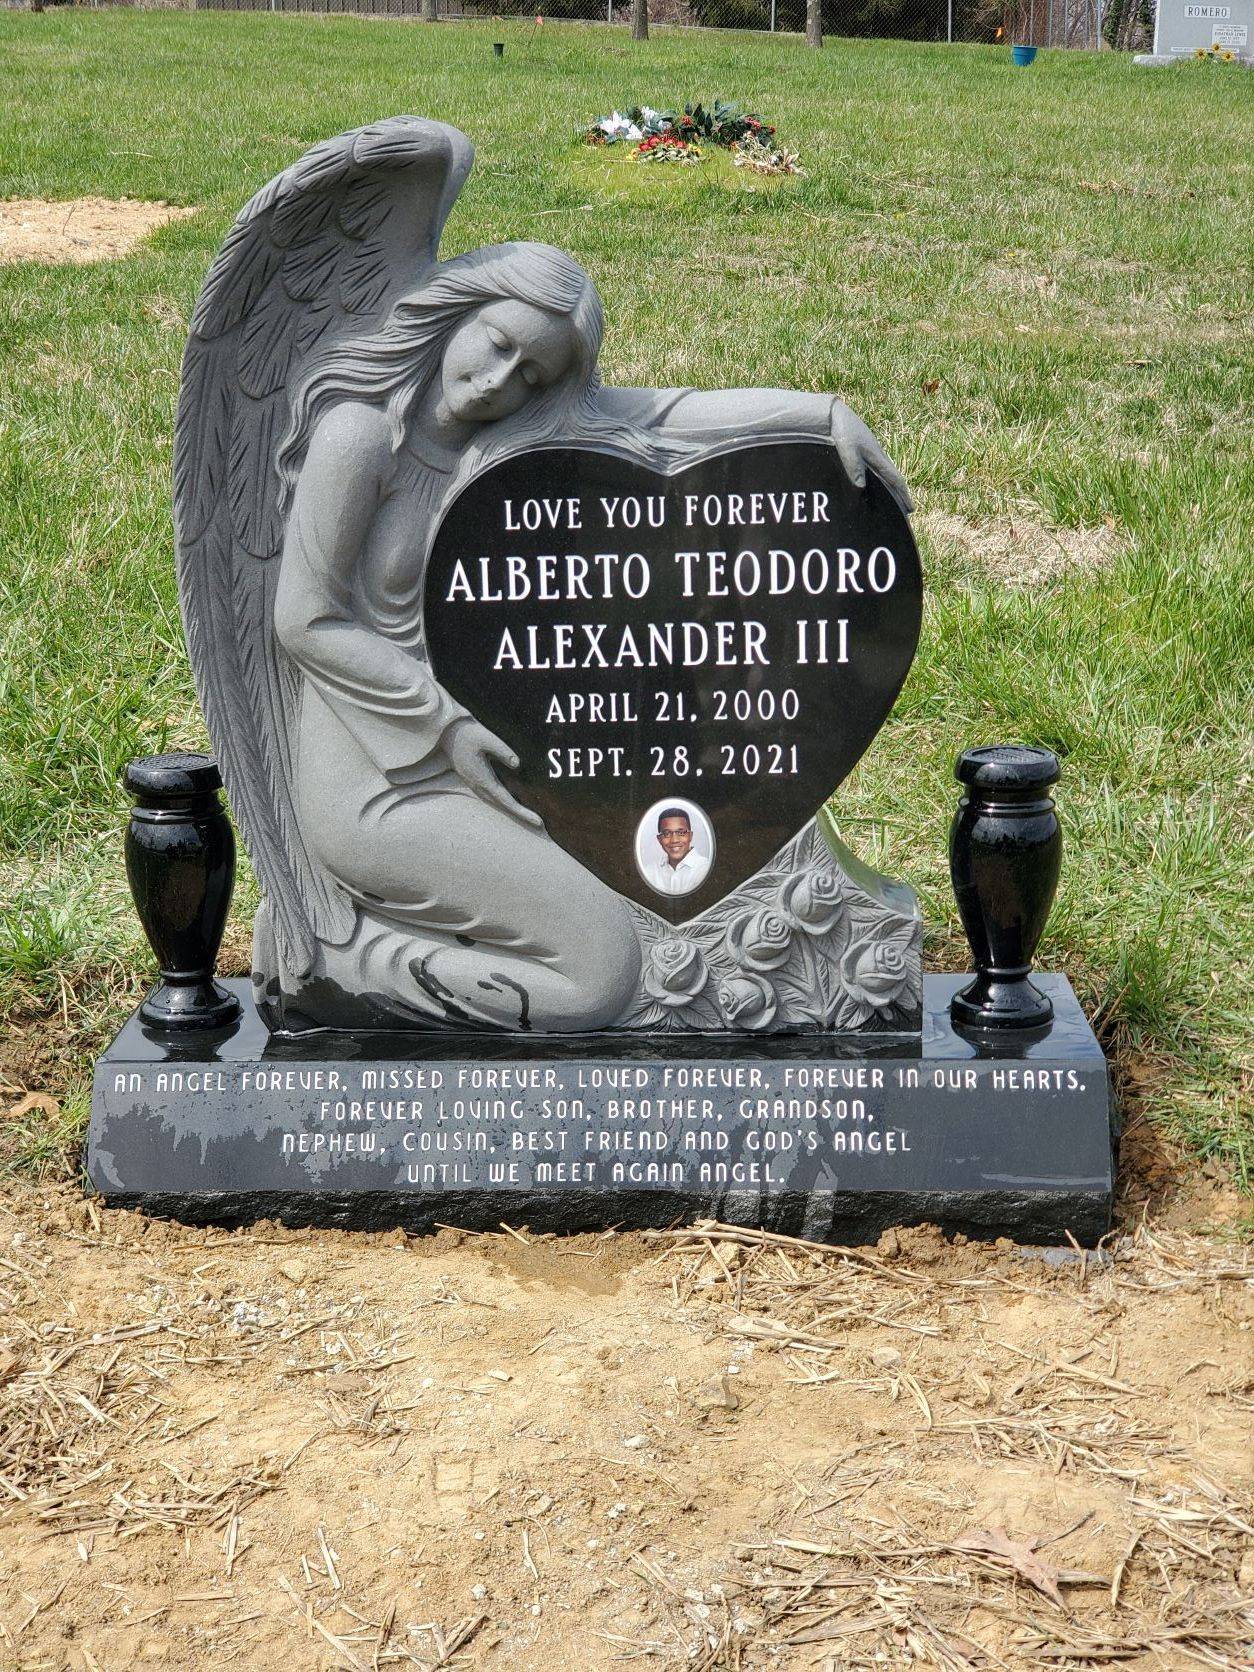 ROMERO
LOVE YOU FOREVER
ALBERTO TEODORO
ALEXANDER III
APRIL 21, 2000
SEPT. 28, 2021
AN ANGEL FOREVER, MISSED FOREVER, LOVED FOREVER, FOREVER IN OUR HEARTS.
FOREVER LOVING SON, BROTHER, GRANDSON,
NEPHEW, COUSIN, BEST FRIEND AND GOD'S ANGEL
UNTIL WE MEET AGAIN ANGEL.